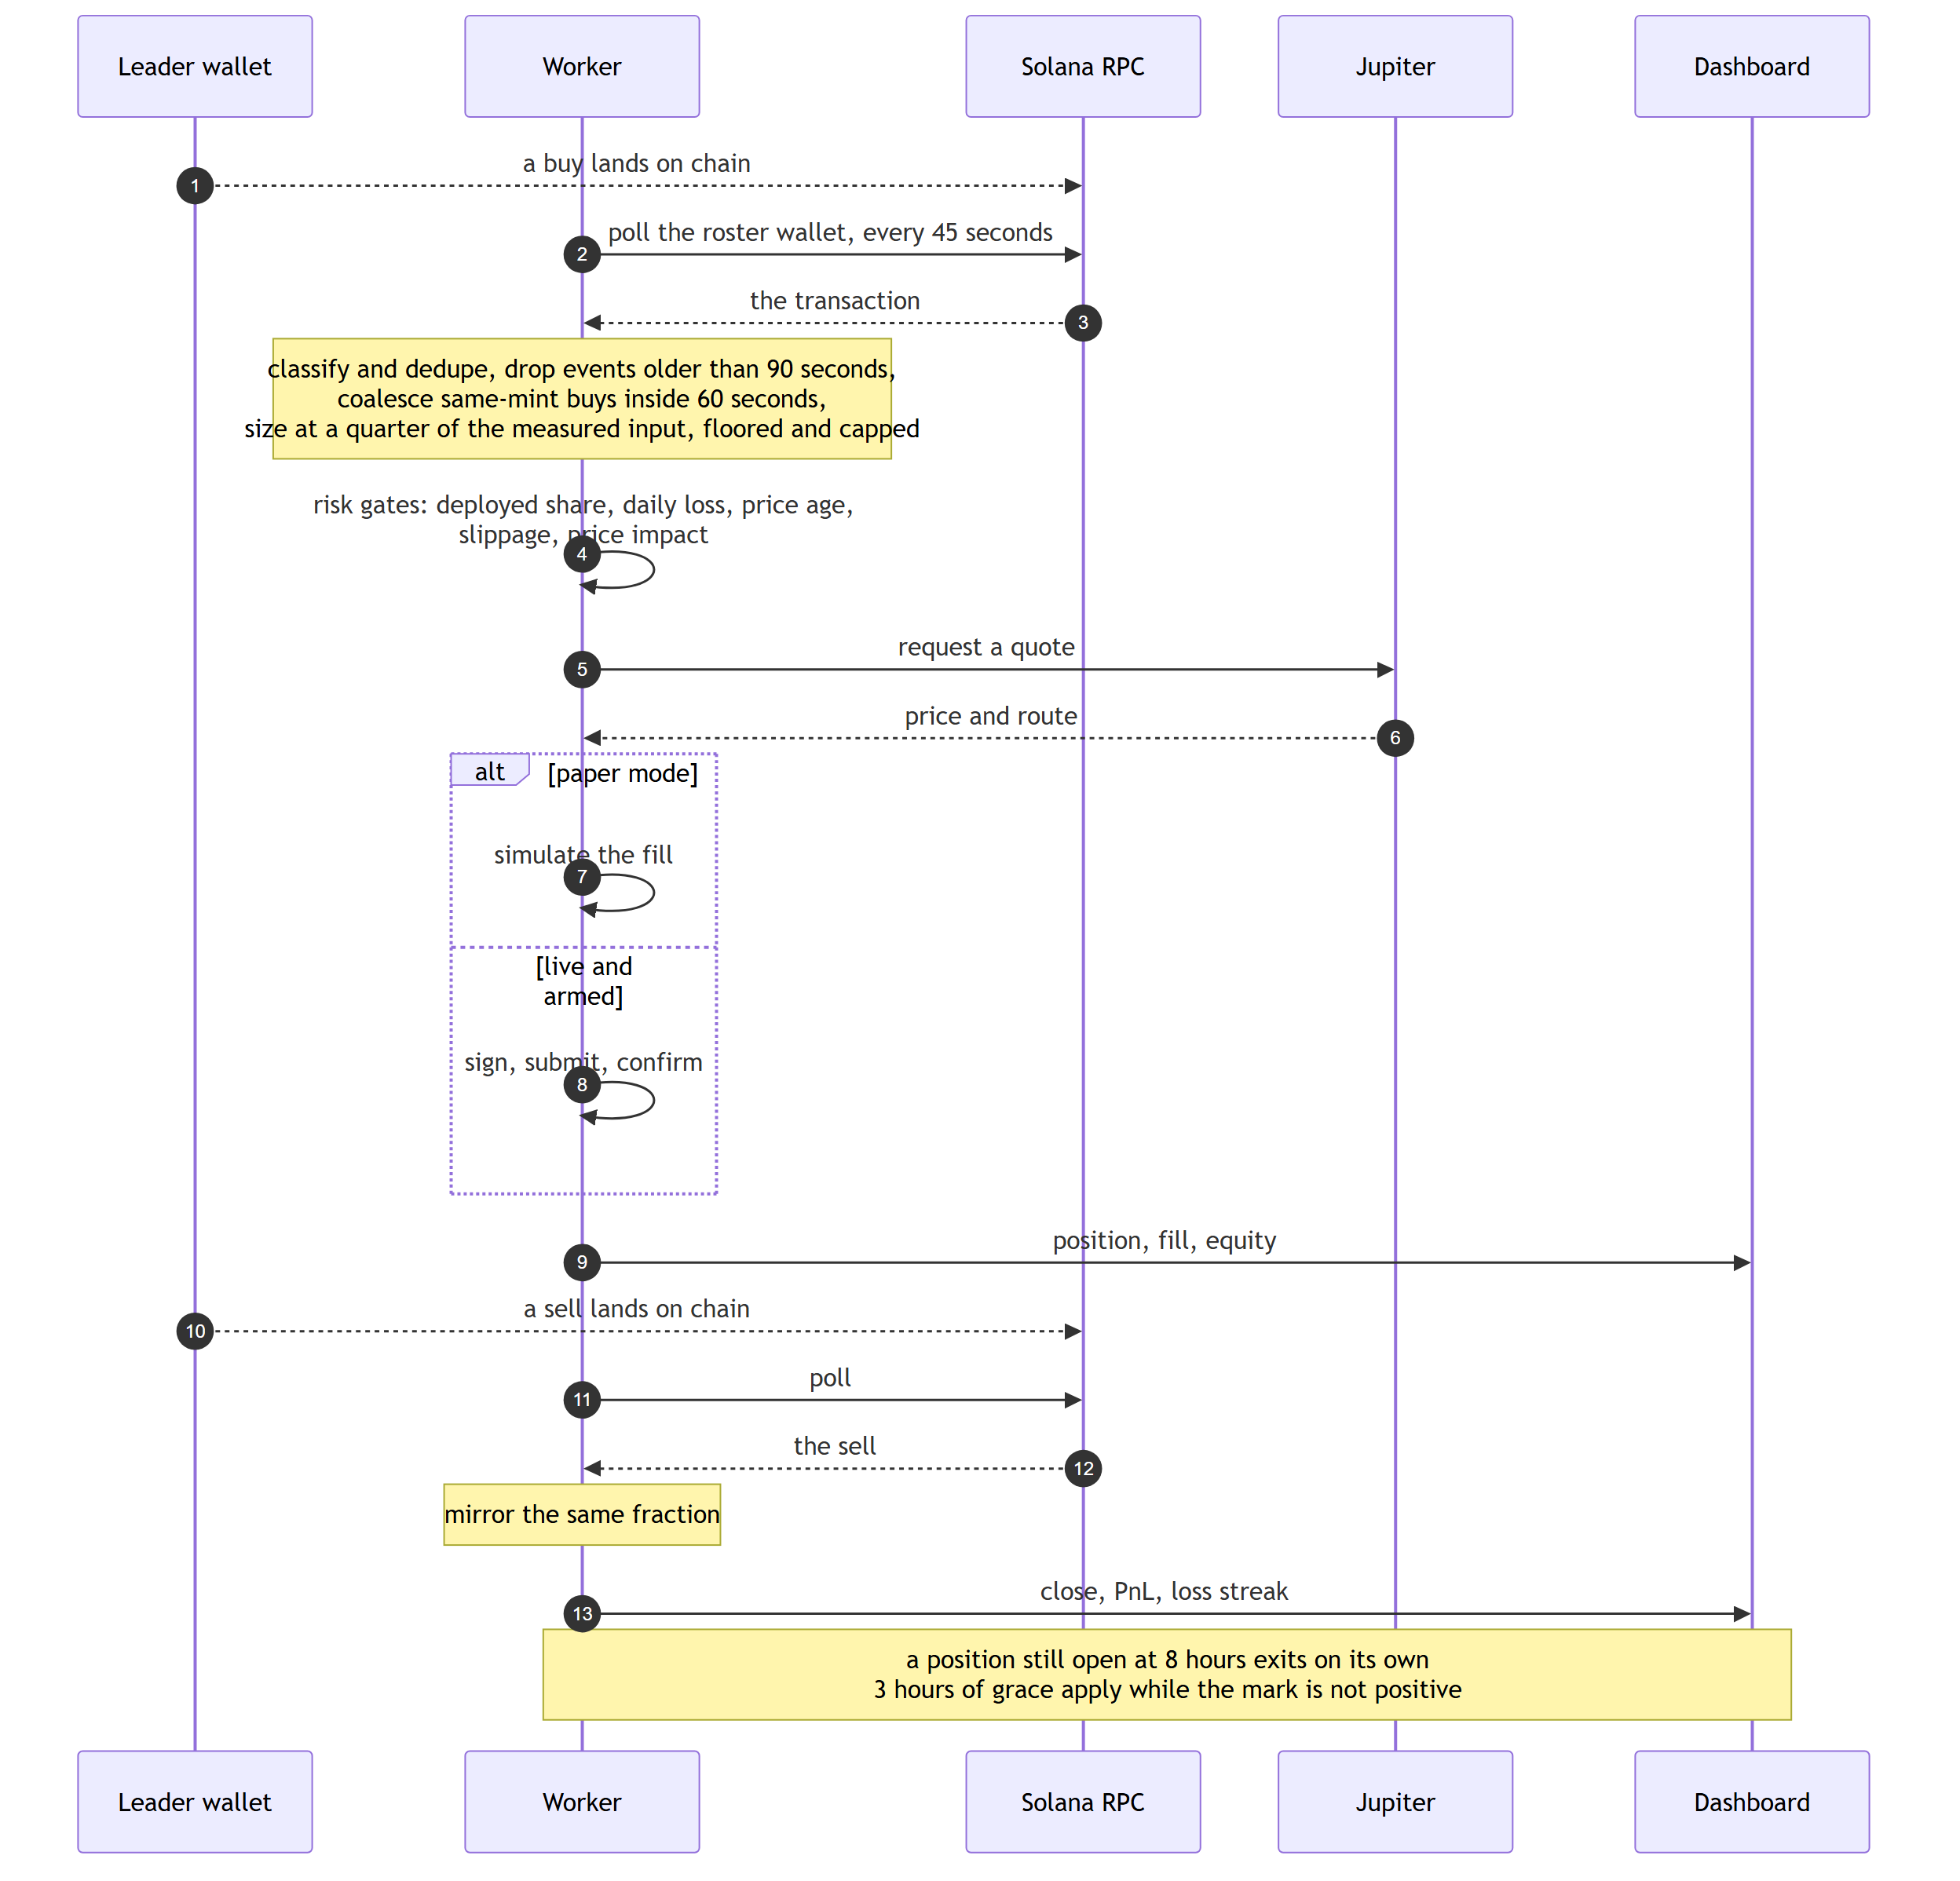 Leader wallet
Worker
Solana RPC
Jupiter
Dashboard
a buy lands on chain
1
poll the roster wallet, every 45 seconds
2
the transaction
3
classify and dedupe, drop events older than 90 seconds,
coalesce same-mint buys inside 60 seconds,
size at a quarter of the measured input, floored and capped
risk gates: deployed share, daily loss, price age,
slippage, price impact
4
request a quote
5
price and route
6
alt
[paper mode]
simulate the fill
7
[live and
armed]
sign, submit, confirm
8
position, fill, equity
9
a sell lands on chain
10
poll
11
the sell
12
mirror the same fraction
close, PnL, loss streak
13
a position still open at 8 hours exits on its own
3 hours of grace apply while the mark is not positive
Leader wallet
Worker
Solana RPC
Jupiter
Dashboard